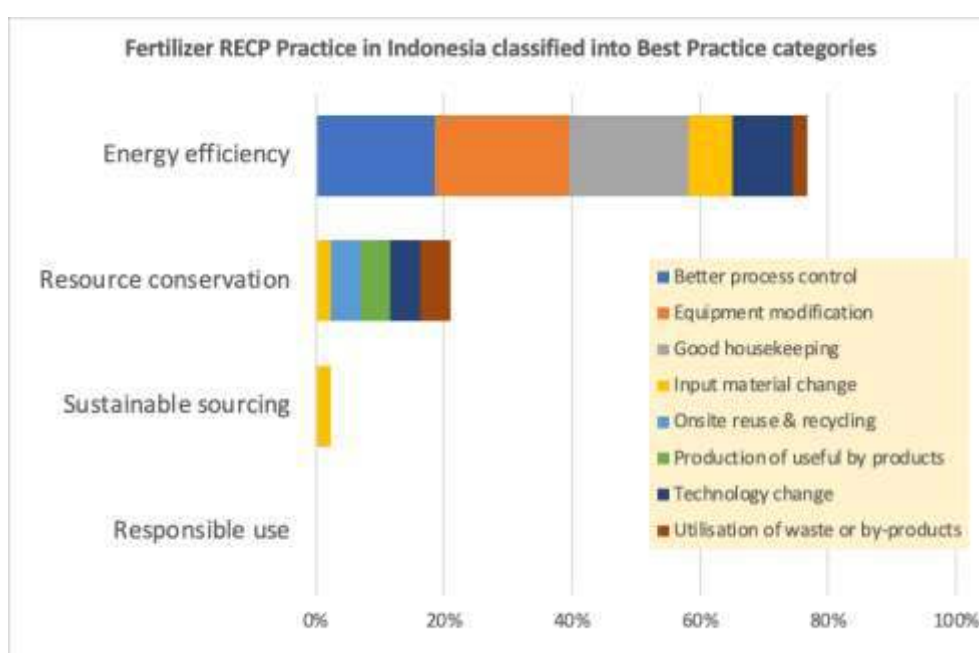 Fertilizer RECP Practice in Indonesia classified into Best Practice categories
Energy efficiency
Resource conservation
Sustainable sourcing
Responsible use
Better process control
Equipment modification
Good housekeeping
Input material change
Onsite reuse & recycling
Production of useful by products
Technology change
Utilisation of waste or by-products
0% 20% 40% 60% 80% 100%